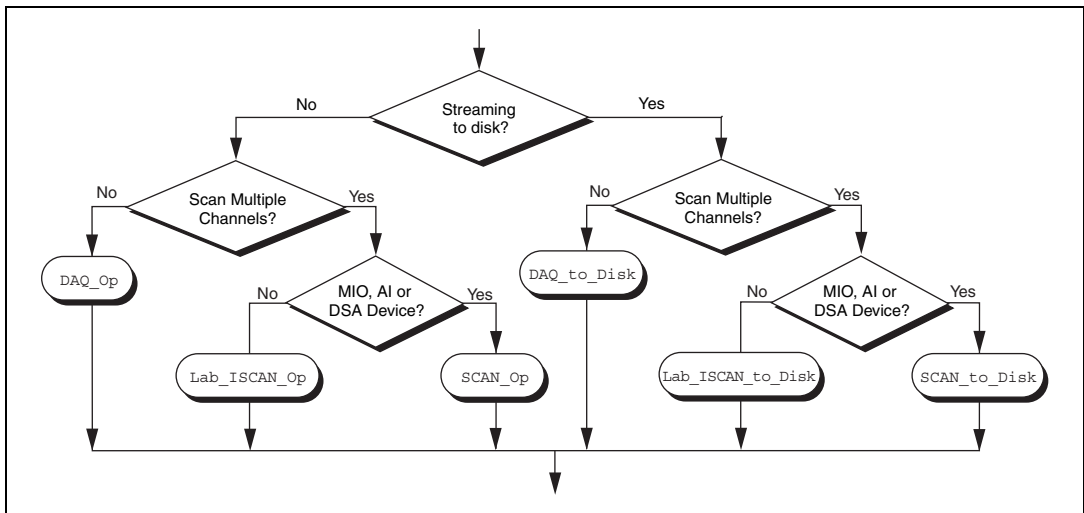 Streaming
to disk?
No
Yes
Scan Multiple
Channels?
No
Yes
Scan Multiple
Channels?
No
Yes
DAQ_Op
MIO, AI or
DSA Device?
No
Yes
DAQ_to_Disk
MIO, AI or
DSA Device?
No
Yes
Lab_ISCAN_Op
SCAN_Op
Lab_ISCAN_to_Disk
SCAN_to_Disk